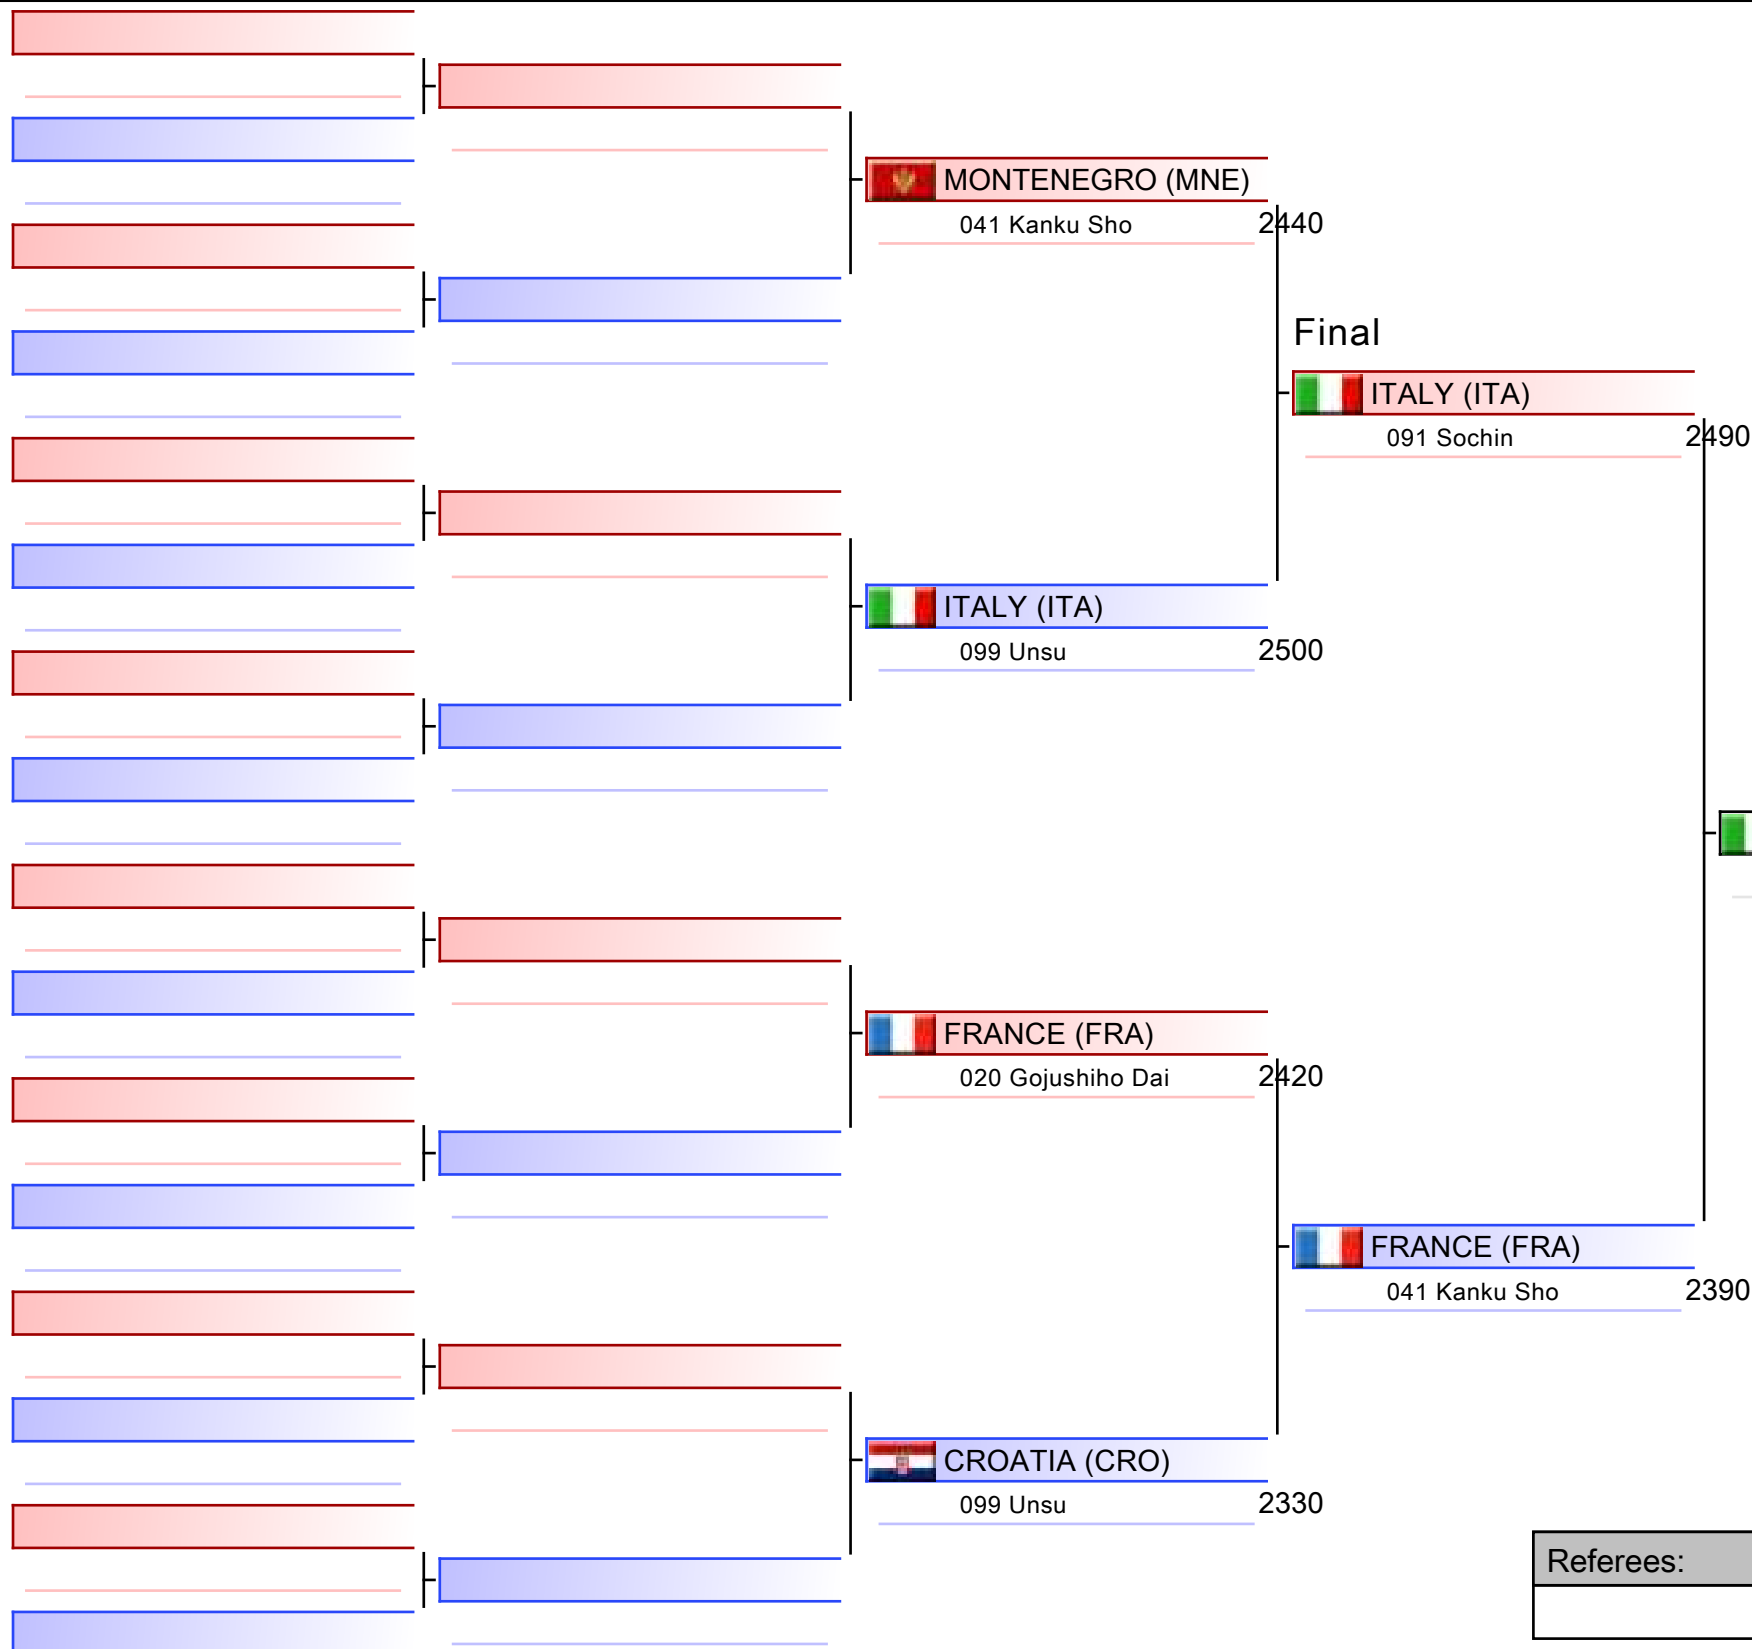 MONTENEGRO (MNE)
041 Kanku Sho 2440
Final
ITALY (ITA)
091 Sochin 2490
ITALY (ITA)
099 Unsu 2500
FRANCE (FRA)
020 Gojushiho Dai 2420
FRANCE (FRA)
041 Kanku Sho 2390
CROATIA (CRO)
099 Unsu 2330
Referees: